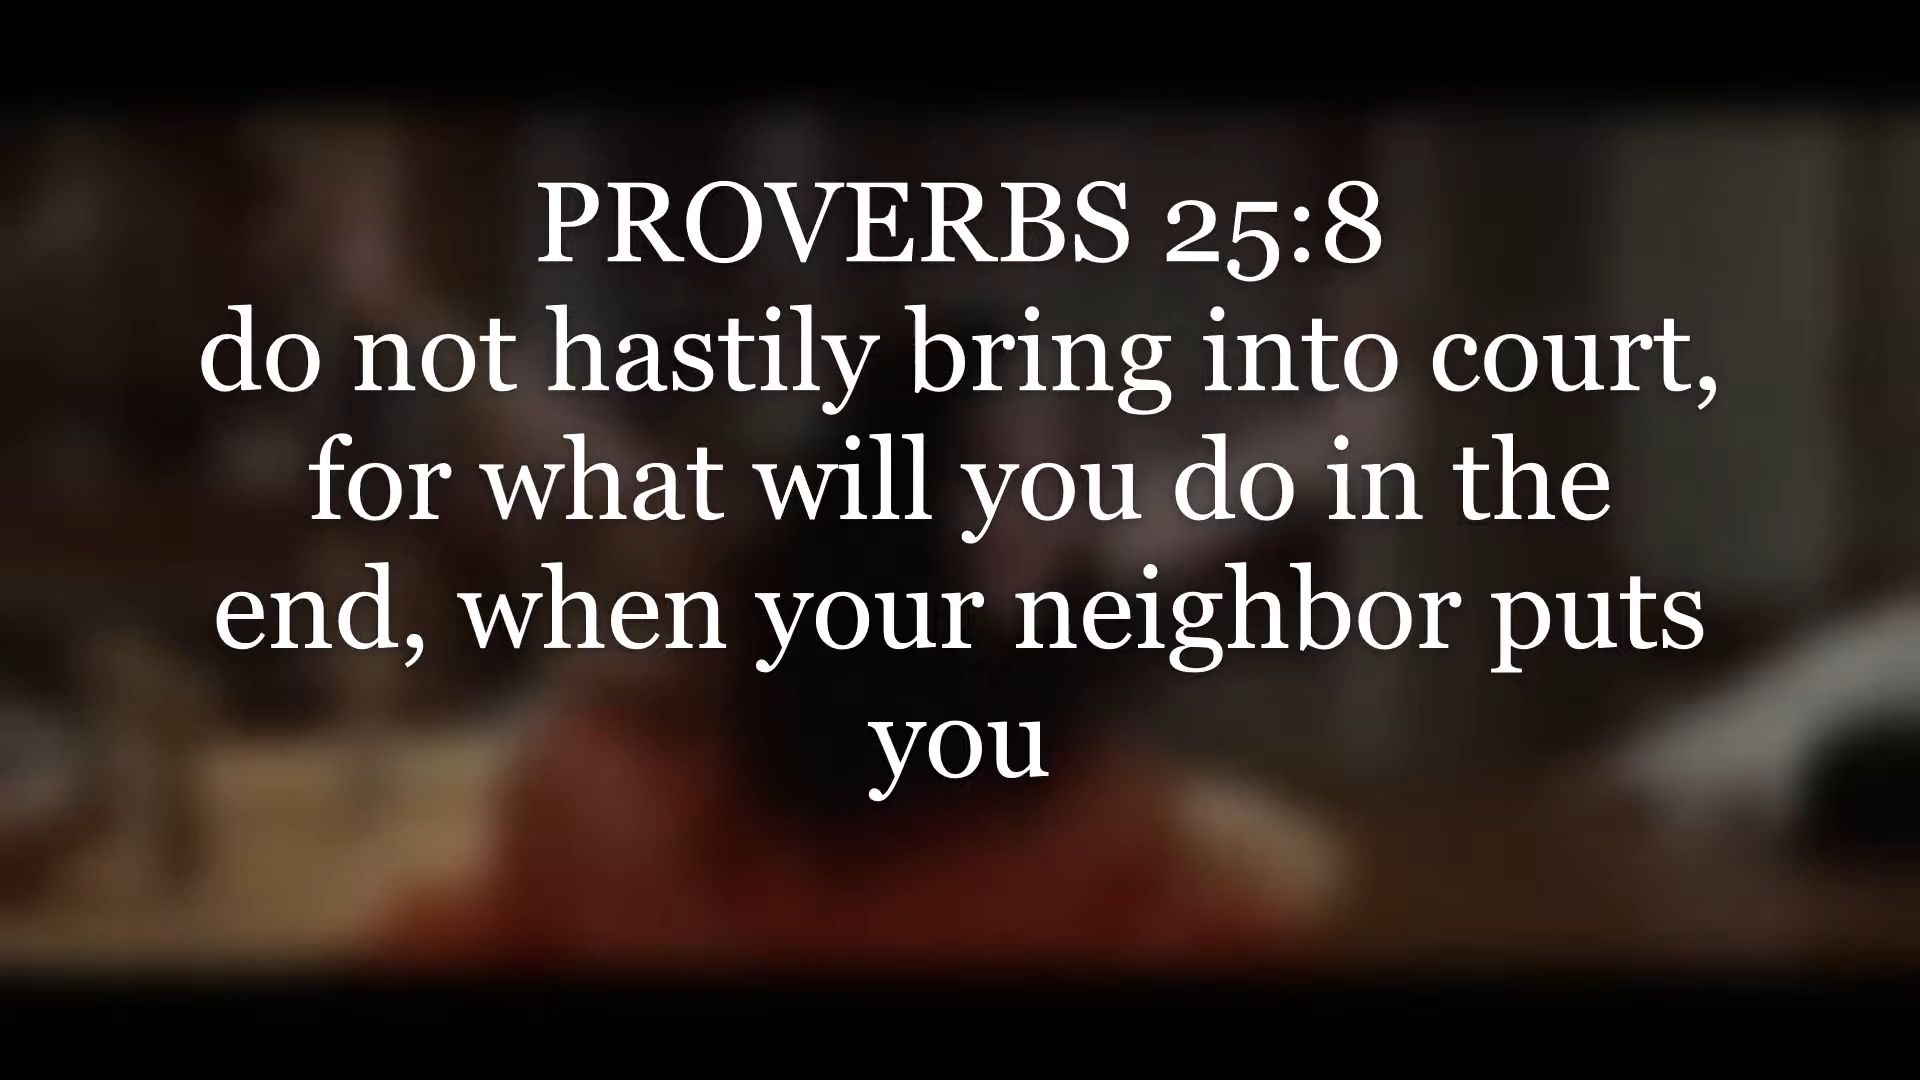 PROVERBS 25:8
do not hastily bring into court,
for what will you do in the
end, when your neighbor puts
you